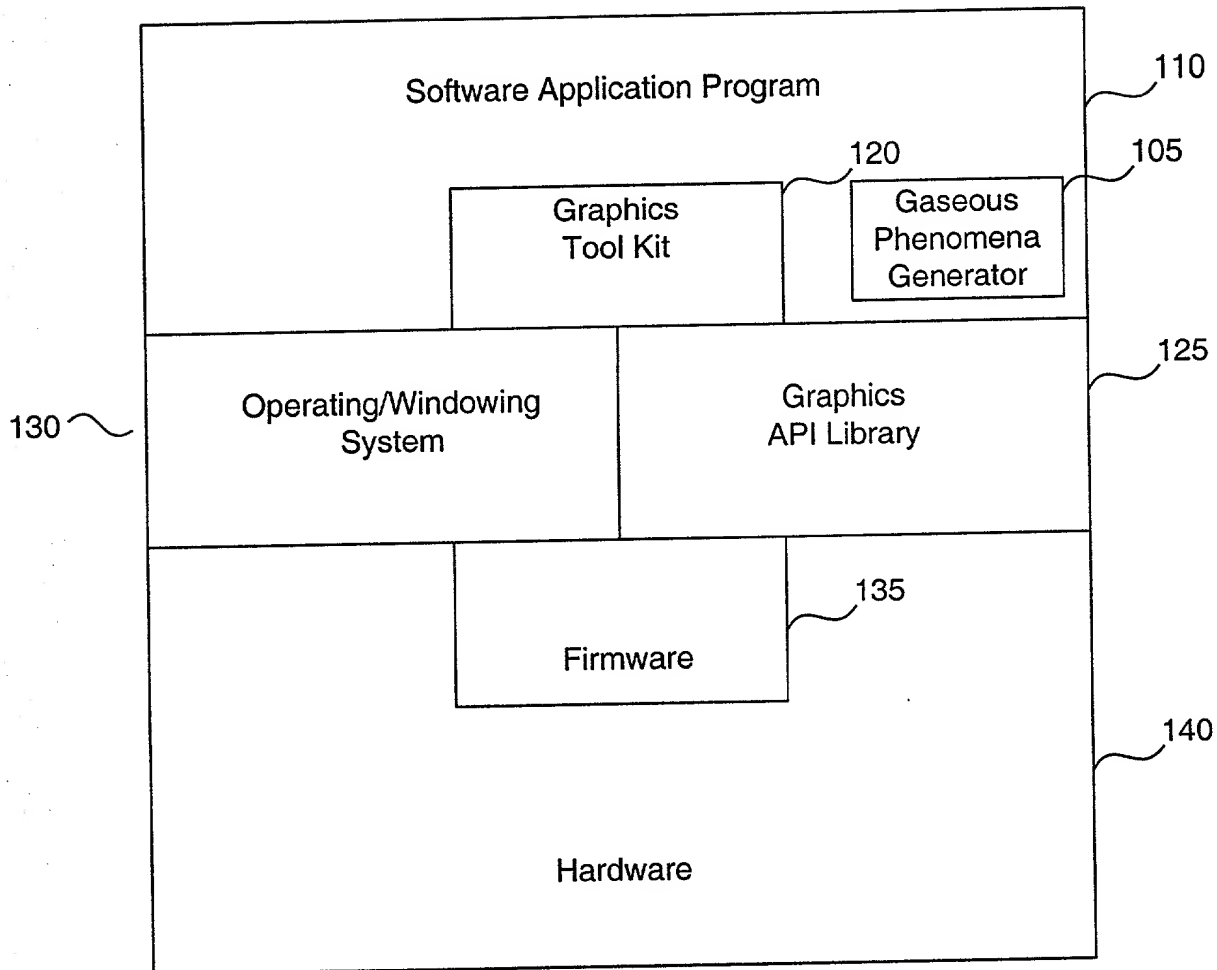 Software Application Program
110
120
105
Graphics
Tool Kit
Gaseous
Phenomena
Generator
125
130
Operating/Windowing
System
Graphics
API Library
135
Firmware
140
Hardware